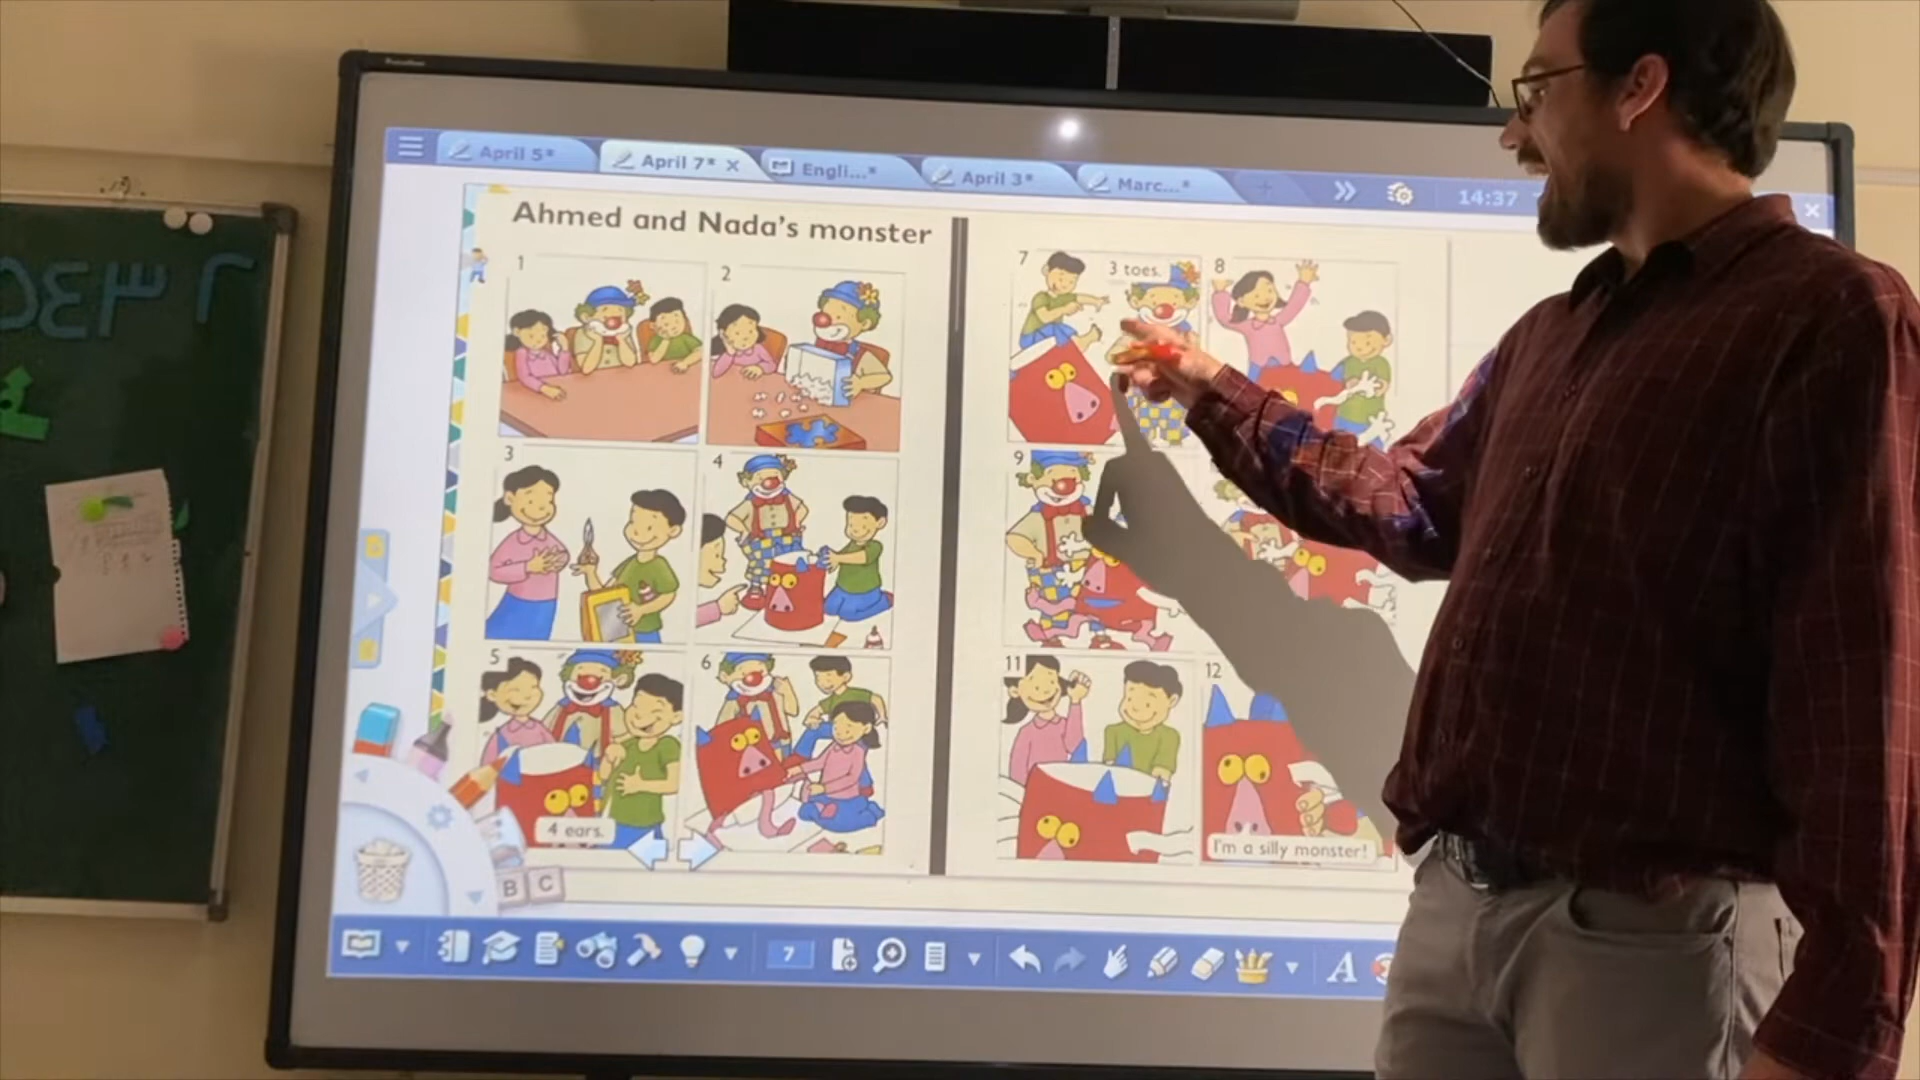 April 5*
April 7*
Engli...*
April 3*
Marc...*
14:37
Ahmed and Nada's monster
1
2
3
4
5
4 ears.
6
7
3 toes.
8
9
11
12
I'm a silly monster!
B C
7
A